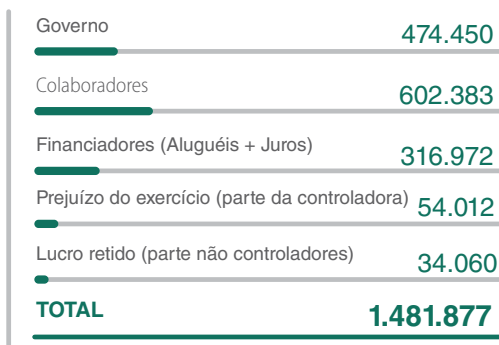 Governo 474.450
Colaboradores 602.383
Financiadores (Aluguéis + Juros) 316.972
Prejuízo do exercício (parte da controladora) 54.012
Lucro retido (parte não controladores) 34.060
TOTAL 1.481.877